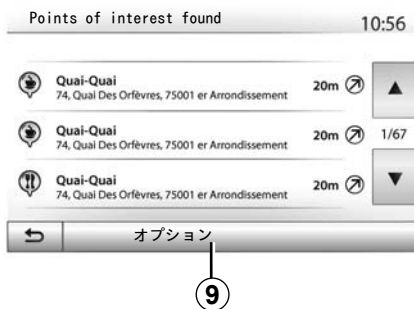 Points of interest found 10:56
Quai-Quai
74, Quai Des Orfèvres, 75001 er Arrondissement
20m
Quai-Quai
74, Quai Des Orfèvres, 75001 er Arrondissement
20m
1/67
Quai-Quai
74, Quai Des Orfèvres, 75001 er Arrondissement
20m
オプション
9